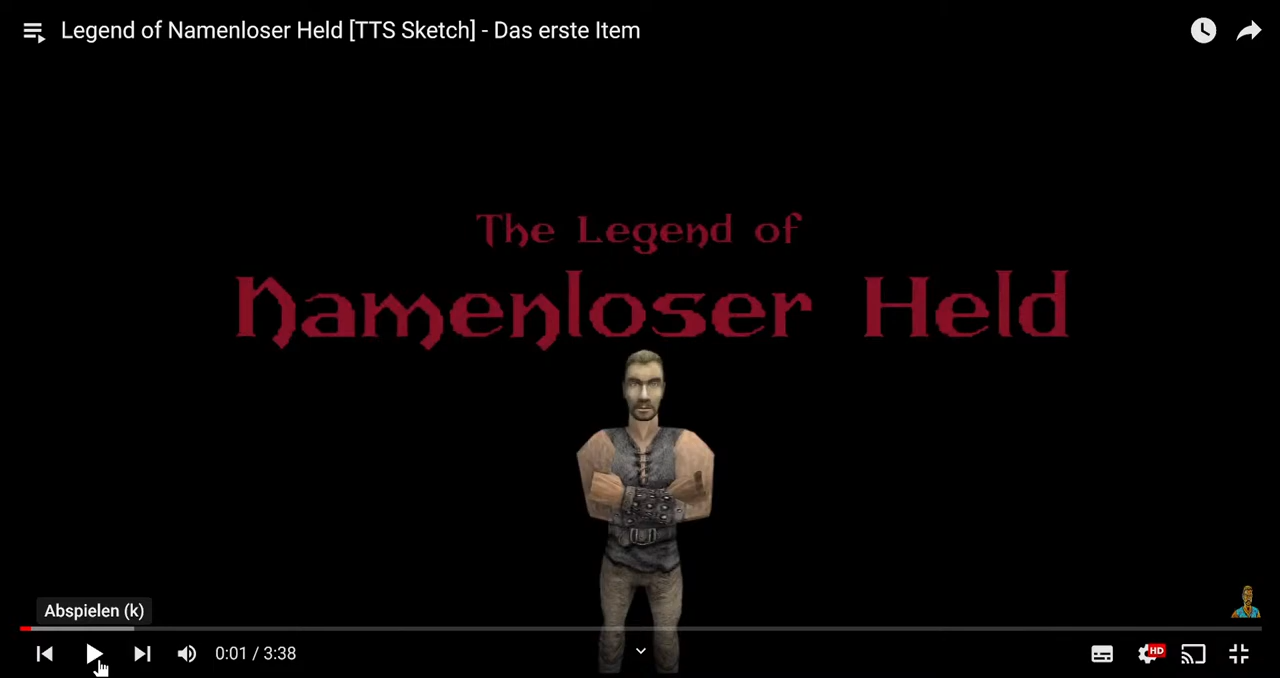 Legend of Namenloser Held [TTS Sketch] - Das erste Item
The Legend of
Namenloser Held
Abspielen (k)
0:01 / 3:38
HD